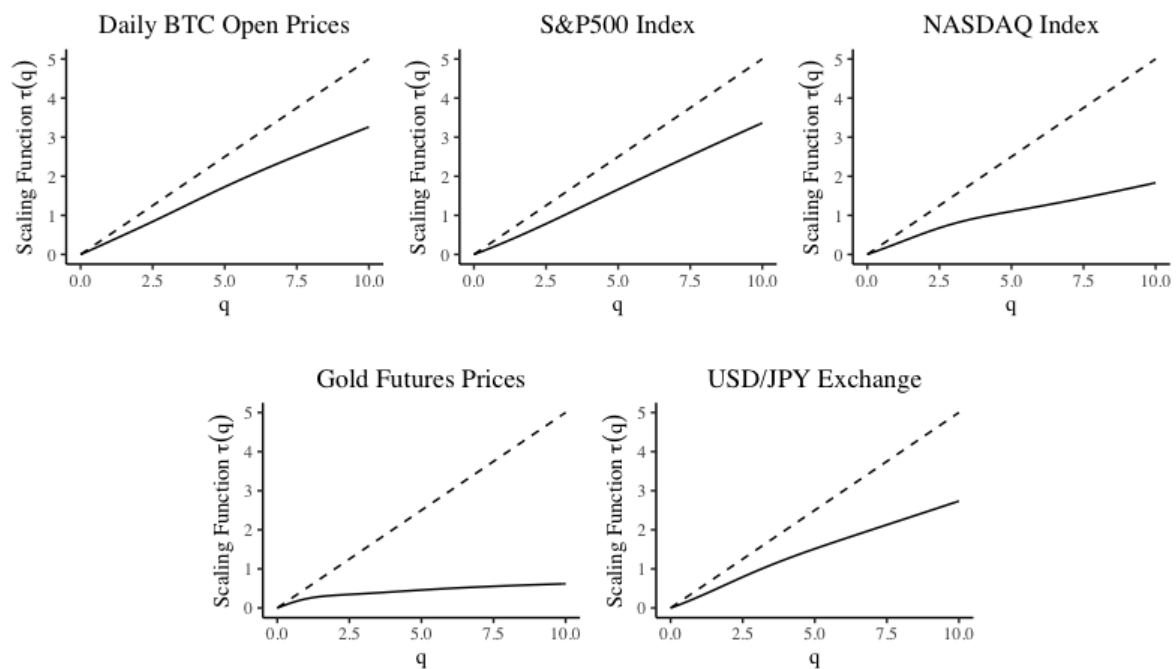 Daily BTC Open Prices
Scaling Function τ(q)
5
4
3
2
1
0
0.0 2.5 5.0 7.5 10.0
q
S&P500 Index
Scaling Function τ(q)
5
4
3
2
1
0
0.0 2.5 5.0 7.5 10.0
q
NASDAQ Index
Scaling Function τ(q)
5
4
3
2
1
0
0.0 2.5 5.0 7.5 10.0
q
Gold Futures Prices
Scaling Function τ(q)
5
4
3
2
1
0
0.0 2.5 5.0 7.5 10.0
q
USD/JPY Exchange
Scaling Function τ(q)
5
4
3
2
1
0
0.0 2.5 5.0 7.5 10.0
q